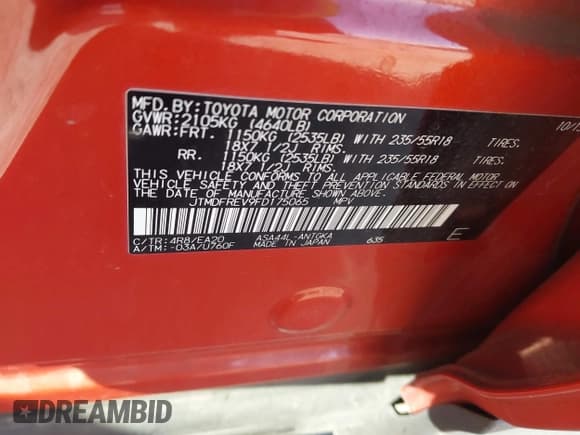 MFD. BY: TOYOTA MOTOR CORPORATION 10/1
GVWR: 2105KG (4640LB)
GAWR: FRT- 1150KG (2535LB) WITH 235/55R18 TIRES.
18X7 1/2J RIMS.
RR. 1150KG (2535LB) WITH 235/55R18 TIRES.
18X7 1/2J RIMS.
THIS VEHICLE CONFORMS TO ALL APPLICABLE FEDERAL MOTOR
VEHICLE SAFETY AND THEFT PREVENTION STANDARDS IN EFFECT ON THE
DATE OF MANUFACTURE SHOWN ABOVE.
JTMDFREV9FD175065 MPV
C/TR: 4R8/EA20 ASA44L-ANTGKA 635 E
A/TM: -03A/U760F MADE IN JAPAN
DREAMBID